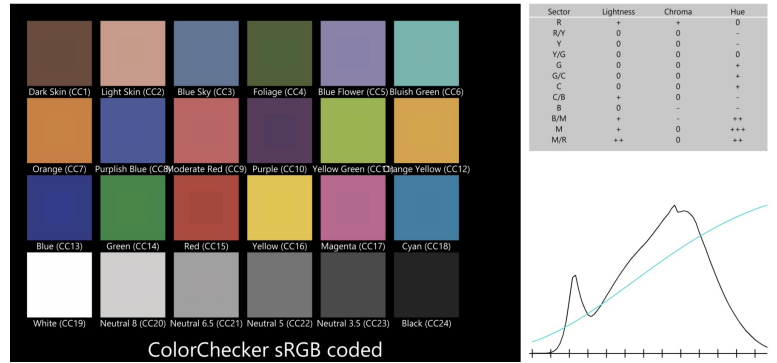 Dark Skin (CC1) Light Skin (CC2) Blue Sky (CC3) Foliage (CC4) Blue Flower (CC5) Bluish Green (CC6)
Orange (CC7) Purplish Blue (CC8) Moderate Red (CC9) Purple (CC10) Yellow Green (CC11) Orange Yellow (CC12)
Blue (CC13) Green (CC14) Red (CC15) Yellow (CC16) Magenta (CC17) Cyan (CC18)
White (CC19) Neutral 8 (CC20) Neutral 6.5 (CC21) Neutral 5 (CC22) Neutral 3.5 (CC23) Black (CC24)
ColorChecker sRGB coded
Sector Lightness Chroma Hue
R + + 0
R/Y 0 0 -
Y 0 0 -
Y/G 0 0 0
G 0 0 +
G/C 0 0 +
C 0 0 +
C/B + 0 -
B 0 - -
B/M + - ++
M + 0 +++
M/R ++ 0 ++